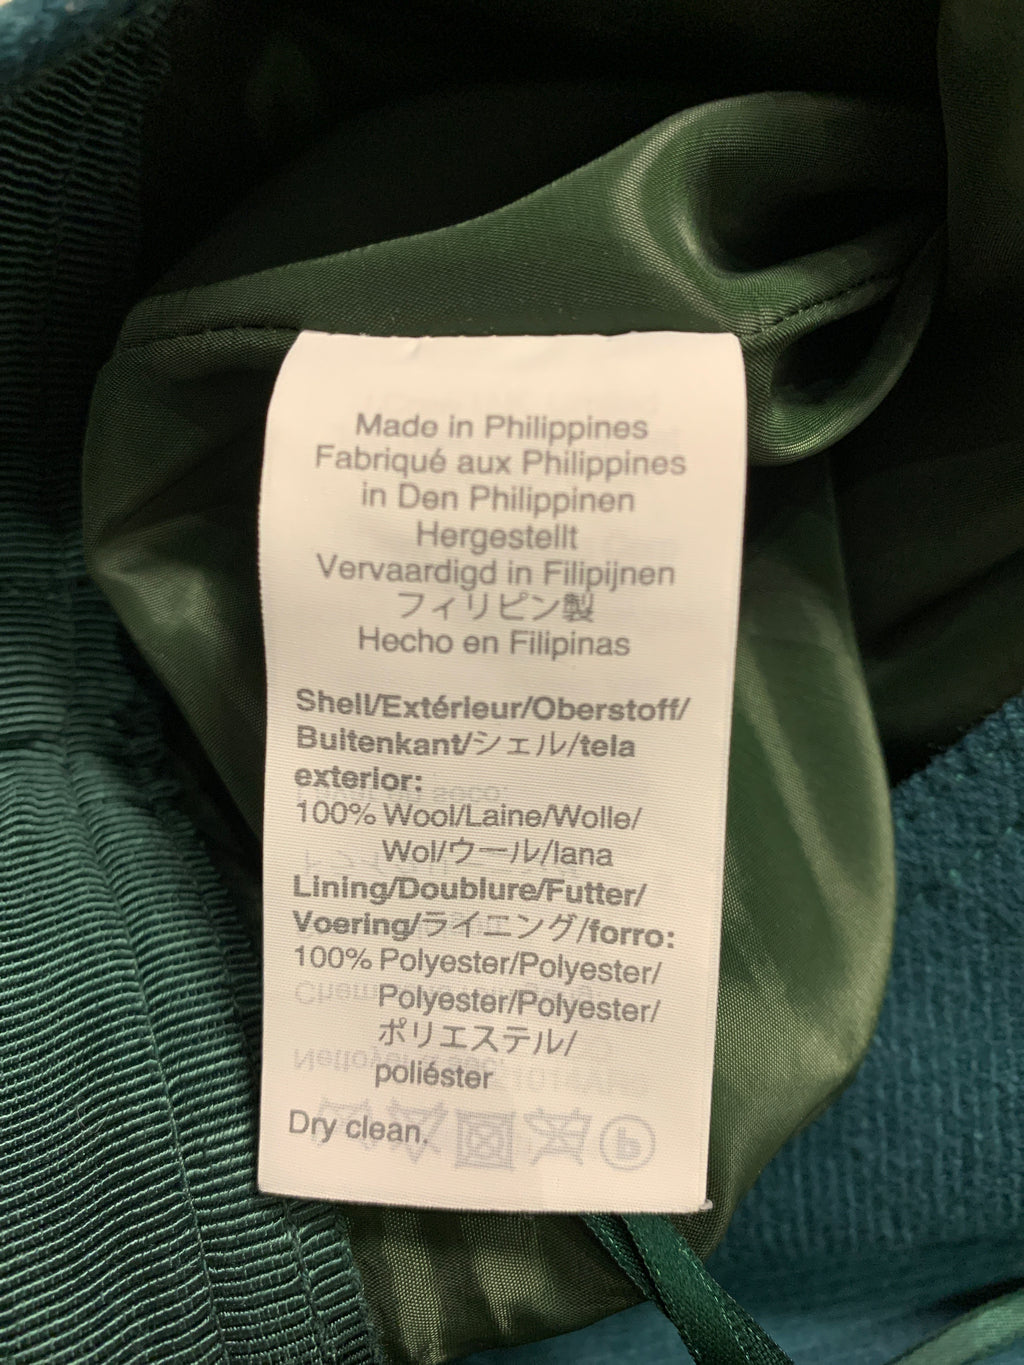 Made in Philippines
Fabriqué aux Philippines
in Den Philippinen
Hergestellt
Vervaardigd in Filipijnen
フィリピン製
Hecho en Filipinas
Shell/Extérieur/Oberstoff/
Buitenkant/シェル/tela
exterior:
100% Wool/Laine/Wolle/
Wol/ウール/lana
Lining/Doublure/Futter/
Voering/ライニング/forro:
100% Polyester/Polyester/
Polyester/Polyester/
ポリエステル/
poliéster
Dry clean.